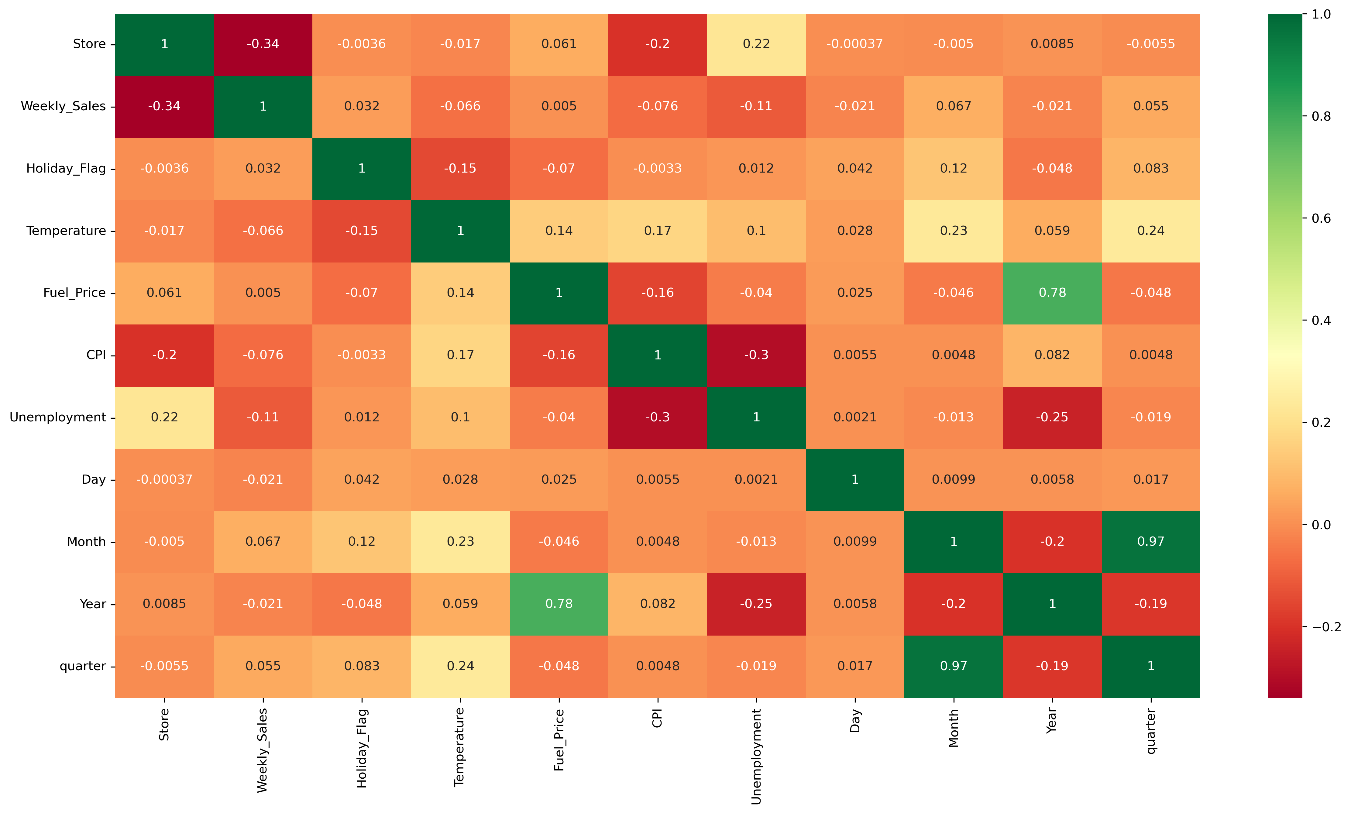 1.0
Store 1 -0.34 -0.0036 -0.017 0.061 -0.2 0.22 -0.00037 -0.005 0.0085 -0.0055
Weekly_Sales -0.34 1 0.032 -0.066 0.005 -0.076 -0.11 -0.021 0.067 -0.021 0.055
0.8
Holiday_Flag -0.0036 0.032 1 -0.15 -0.07 -0.0033 0.012 0.042 0.12 -0.048 0.083
0.6
Temperature -0.017 -0.066 -0.15 1 0.14 0.17 0.1 0.028 0.23 0.059 0.24
Fuel_Price 0.061 0.005 -0.07 0.14 1 -0.16 -0.04 0.025 -0.046 0.78 -0.048
0.4
CPI -0.2 -0.076 -0.0033 0.17 -0.16 1 -0.3 0.0055 0.0048 0.082 0.0048
Unemployment 0.22 -0.11 0.012 0.1 -0.04 -0.3 1 0.0021 -0.013 -0.25 -0.019
0.2
Day -0.00037 -0.021 0.042 0.028 0.025 0.0055 0.0021 1 0.0099 0.0058 0.017
0.0
Month -0.005 0.067 0.12 0.23 -0.046 0.0048 -0.013 0.0099 1 -0.2 0.97
Year 0.0085 -0.021 -0.048 0.059 0.78 0.082 -0.25 0.0058 -0.2 1 -0.19
−0.2
quarter -0.0055 0.055 0.083 0.24 -0.048 0.0048 -0.019 0.017 0.97 -0.19 1
Store Weekly_Sales Holiday_Flag Temperature Fuel_Price CPI Unemployment Day Month Year quarter